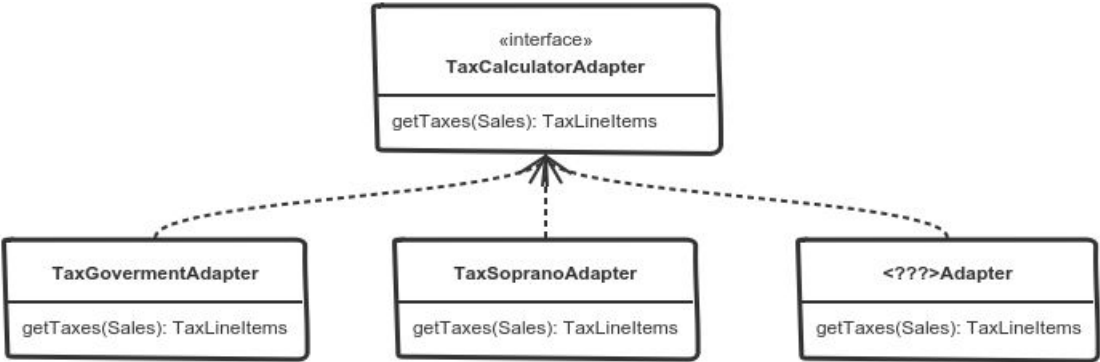 «interface»
TaxCalculatorAdapter
getTaxes(Sales): TaxLineItems
TaxGovermentAdapter
getTaxes(Sales): TaxLineItems
TaxSopranoAdapter
getTaxes(Sales): TaxLineItems
<???>Adapter
getTaxes(Sales): TaxLineItems